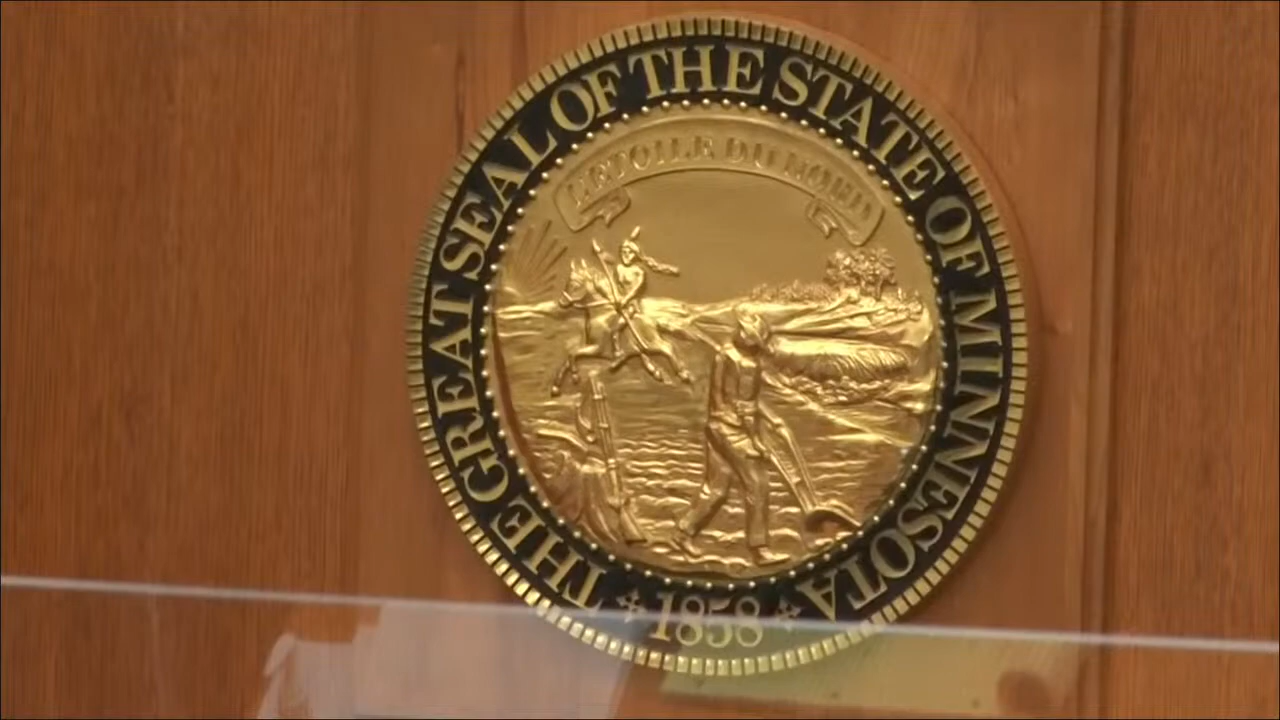 THE GREAT SEAL OF THE STATE OF MINNESOTA
L'ETOILE DU NORD
1858